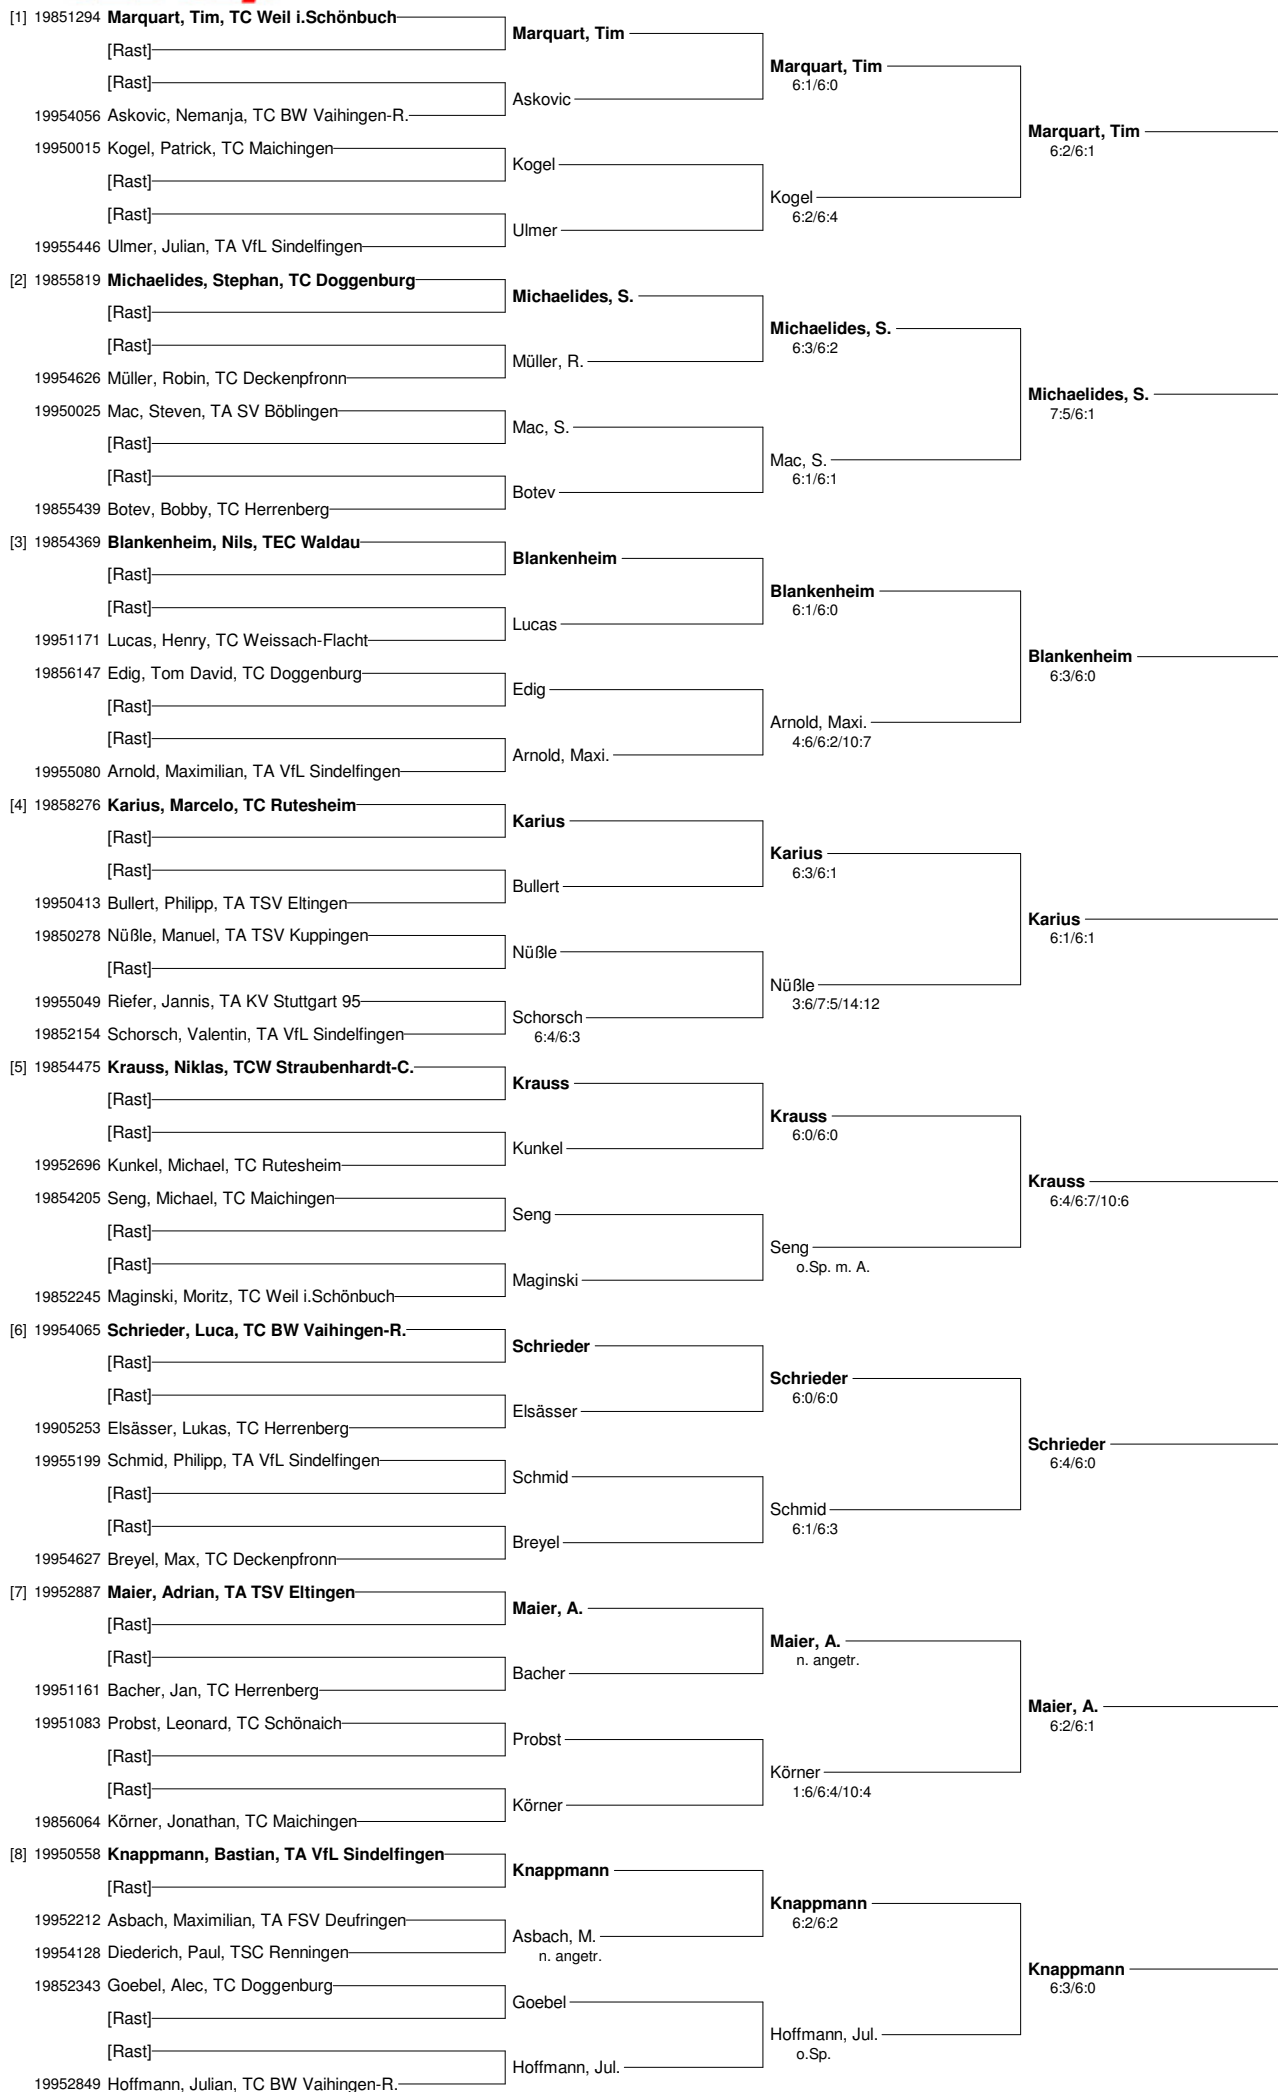 [1] 19851294 Marquart, Tim, TC Weil i.Schönbuch
Marquart, Tim
[Rast]
Marquart, Tim
6:1/6:0
[Rast]
Askovic
19954056 Askovic, Nemanja, TC BW Vaihingen-R.
Marquart, Tim
6:2/6:1
19950015 Kogel, Patrick, TC Maichingen
Kogel
[Rast]
Kogel
6:2/6:4
[Rast]
Ulmer
19955446 Ulmer, Julian, TA VfL Sindelfingen
[2] 19855819 Michaelides, Stephan, TC Doggenburg
Michaelides, S.
[Rast]
Michaelides, S.
6:3/6:2
[Rast]
Müller, R.
19954626 Müller, Robin, TC Deckenpfronn
Michaelides, S.
7:5/6:1
19950025 Mac, Steven, TA SV Böblingen
Mac, S.
[Rast]
Mac, S.
6:1/6:1
[Rast]
Botev
19855439 Botev, Bobby, TC Herrenberg
[3] 19854369 Blankenheim, Nils, TEC Waldau
Blankenheim
[Rast]
Blankenheim
6:1/6:0
[Rast]
Lucas
19951171 Lucas, Henry, TC Weissach-Flacht
Blankenheim
6:3/6:0
19856147 Edig, Tom David, TC Doggenburg
Edig
[Rast]
Arnold, Maxi.
4:6/6:2/10:7
[Rast]
Arnold, Maxi.
19955080 Arnold, Maximilian, TA VfL Sindelfingen
[4] 19858276 Karius, Marcelo, TC Rutesheim
Karius
[Rast]
Karius
6:3/6:1
[Rast]
Bullert
19950413 Bullert, Philipp, TA TSV Eltingen
Karius
6:1/6:1
19850278 Nüßle, Manuel, TA TSV Kuppingen
Nüßle
[Rast]
Nüßle
3:6/7:5/14:12
19955049 Riefer, Jannis, TA KV Stuttgart 95
Schorsch
6:4/6:3
19852154 Schorsch, Valentin, TA VfL Sindelfingen
[5] 19854475 Krauss, Niklas, TCW Straubenhardt-C.
Krauss
[Rast]
Krauss
6:0/6:0
[Rast]
Kunkel
19952696 Kunkel, Michael, TC Rutesheim
Krauss
6:4/6:7/10:6
19854205 Seng, Michael, TC Maichingen
Seng
[Rast]
Seng
o.Sp. m. A.
[Rast]
Maginski
19852245 Maginski, Moritz, TC Weil i.Schönbuch
[6] 19954065 Schrieder, Luca, TC BW Vaihingen-R.
Schrieder
[Rast]
Schrieder
6:0/6:0
[Rast]
Elsässer
19905253 Elsässer, Lukas, TC Herrenberg
Schrieder
6:4/6:0
19955199 Schmid, Philipp, TA VfL Sindelfingen
Schmid
[Rast]
Schmid
6:1/6:3
[Rast]
Breyel
19954627 Breyel, Max, TC Deckenpfronn
[7] 19952887 Maier, Adrian, TA TSV Eltingen
Maier, A.
[Rast]
Maier, A.
n. angetr.
[Rast]
Bacher
19951161 Bacher, Jan, TC Herrenberg
Maier, A.
6:2/6:1
19951083 Probst, Leonard, TC Schönaich
Probst
[Rast]
Körner
1:6/6:4/10:4
[Rast]
Körner
19856064 Körner, Jonathan, TC Maichingen
[8] 19950558 Knappmann, Bastian, TA VfL Sindelfingen
Knappmann
[Rast]
Knappmann
6:2/6:2
19952212 Asbach, Maximilian, TA FSV Deufringen
Asbach, M.
n. angetr.
19954128 Diederich, Paul, TSC Renningen
Knappmann
6:3/6:0
19852343 Goebel, Alec, TC Doggenburg
Goebel
[Rast]
Hoffmann, Jul.
o.Sp.
[Rast]
Hoffmann, Jul.
19952849 Hoffmann, Julian, TC BW Vaihingen-R.